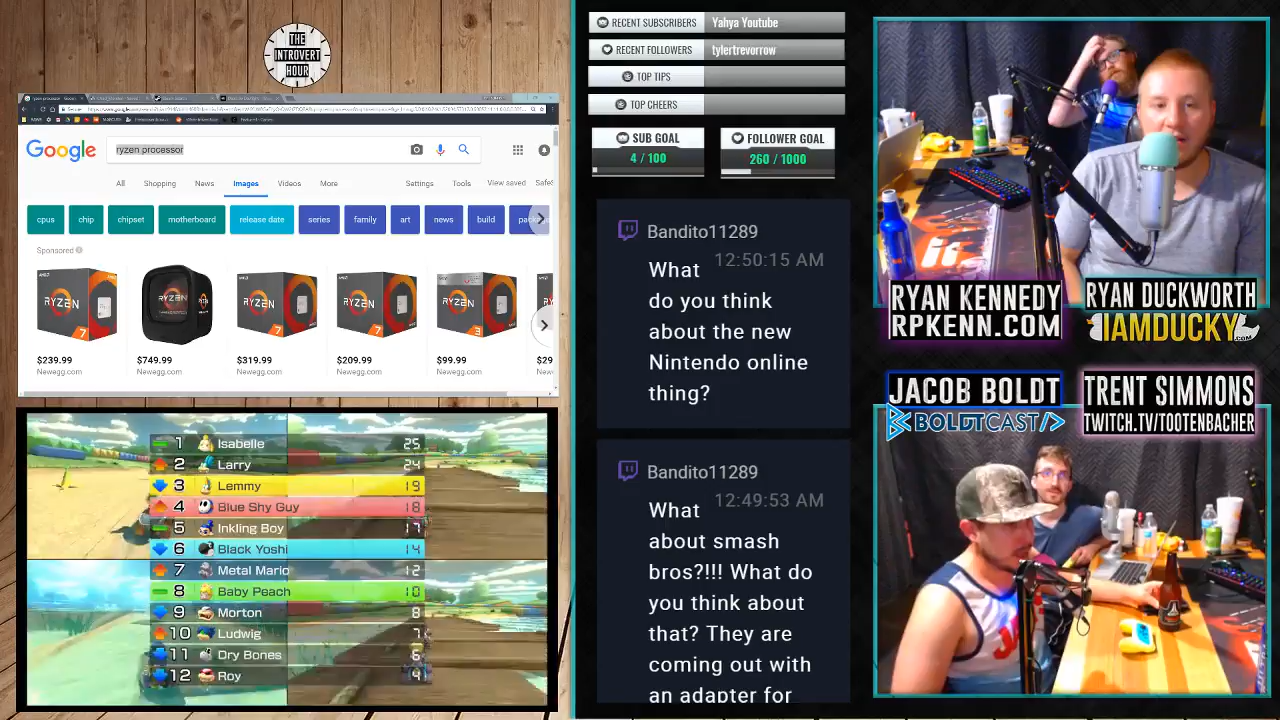 THE
INTROVERT
HOUR
Google
ryzen processor
All
Shopping
News
Images
Videos
More
Settings
Tools
View saved
cpus
chip
chipset
motherboard
release date
series
family
art
news
build
Sponsored
RYZEN
RYZEN
RYZEN
RYZEN
RYZEN
$239.99
$749.99
$319.99
$209.99
$99.99
Newegg.com
Newegg.com
Newegg.com
Newegg.com
Newegg.com
1 Isabelle 25
2 Larry 24
3 Lemmy 19
4 Blue Shy Guy 18
5 Inkling Boy 17
6 Black Yoshi 14
7 Metal Mario 12
8 Baby Peach 10
9 Morton 8
10 Ludwig 7
11 Dry Bones 6
12 Roy 4
RECENT SUBSCRIBERS Yahya Youtube
RECENT FOLLOWERS tylertrevorrow
TOP TIPS
TOP CHEERS
SUB GOAL
4 / 100
FOLLOWER GOAL
260 / 1000
Bandito11289
12:50:15 AM
What
do you think
about the new
Nintendo online
thing?
Bandito11289
12:49:53 AM
What
about smash
bros?!!! What do
you think about
that? They are
coming out with
an adapter for
RYAN KENNEDY
RPKENN.COM
RYAN DUCKWORTH
IAMDUCKY.COM
JACOB BOLDT
BOLDTCAST/>
TRENT SIMMONS
TWITCH.TV/TOOTENBACHER